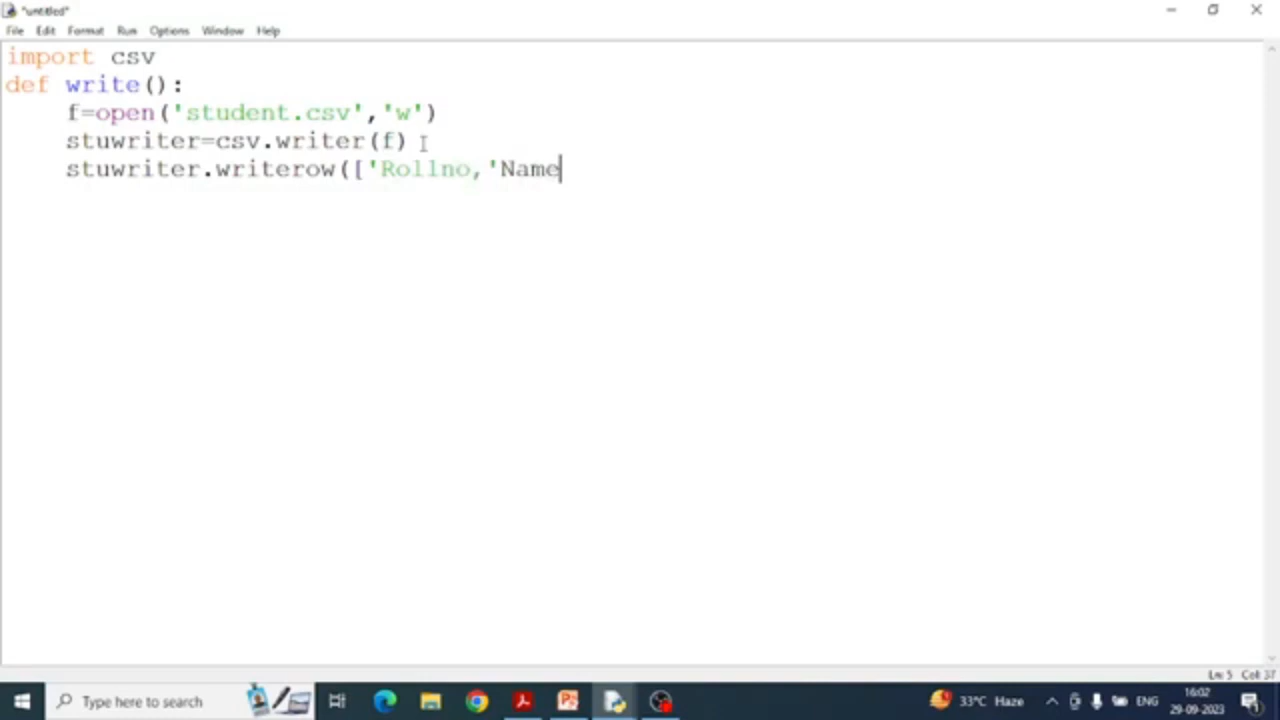 *untitled*
File Edit Format Run Options Window Help
import csv
def write():
f=open('student.csv','w')
stuwriter=csv.writer(f)
stuwriter.writerow(['Rollno,'Name
Ln: 5 Col: 37
Type here to search
33°C Haze
ENG
16:02
29-09-2023